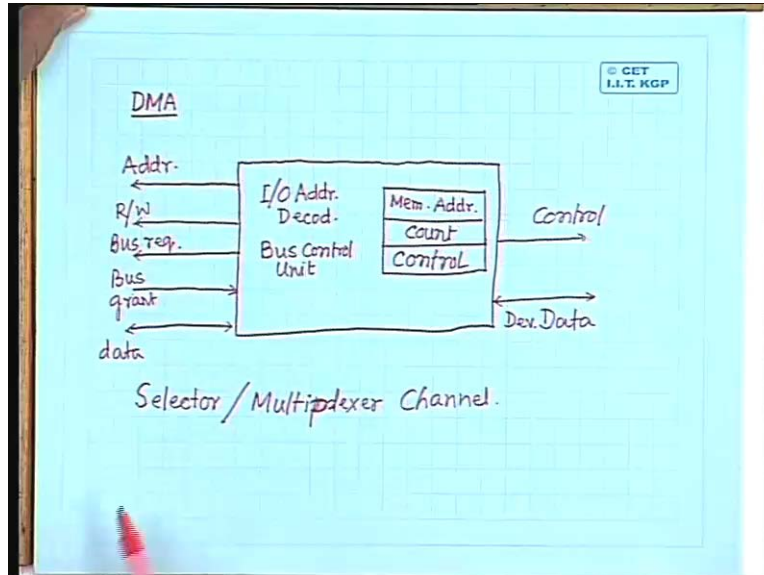 © CET
I.I.T. KGP
DMA
Addr.
R/W
Bus req.
Bus
grant
data
I/O Addr.
Decod.
Bus Control
Unit
Mem. Addr.
Count
Control
Control
Dev. Data
Selector / Multiplexer Channel.